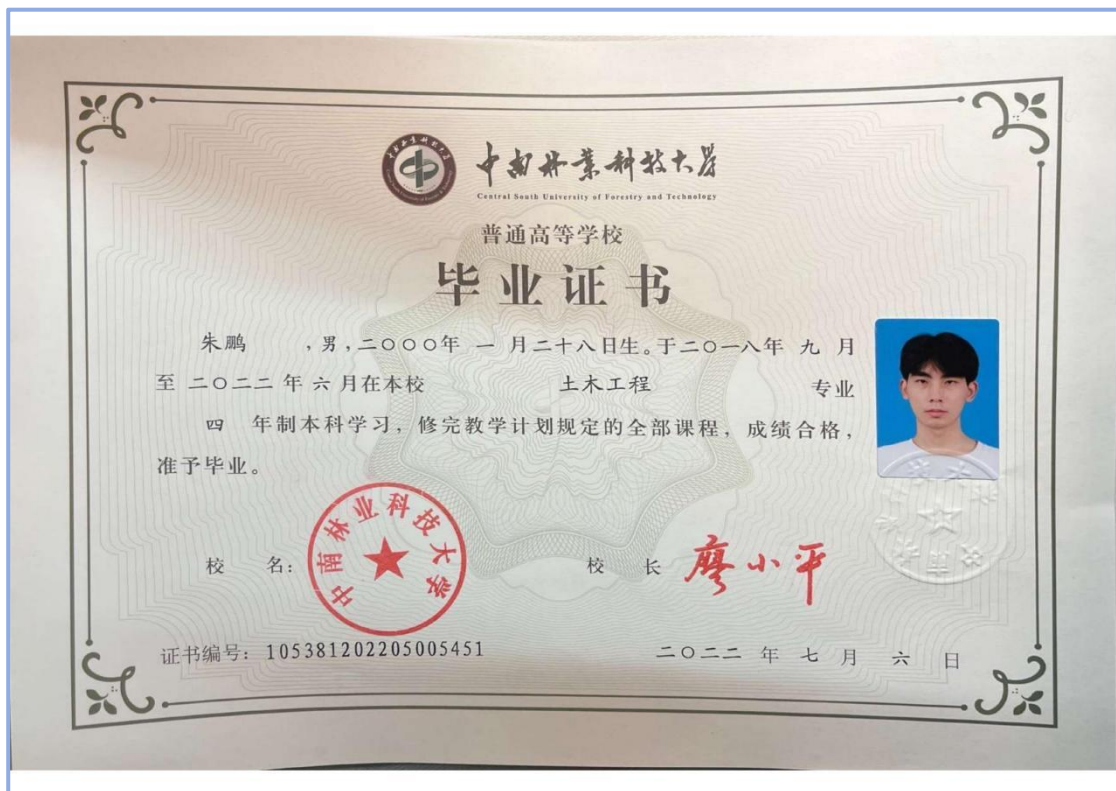 中南林业科技大学
Central South University of Forestry and Technology
普通高等学校
毕业证书
朱鹏 ，男，二〇〇〇年 一 月二十八日生。于二〇一八年 九 月
至 二〇二二 年 六 月在本校 土木工程 专业
四 年制本科学习，修完教学计划规定的全部课程，成绩合格，
准予毕业。
校 名：
中南林业科技大学
校 长 廖小平
证书编号：105381202205005451
二〇二二 年 七 月 六 日